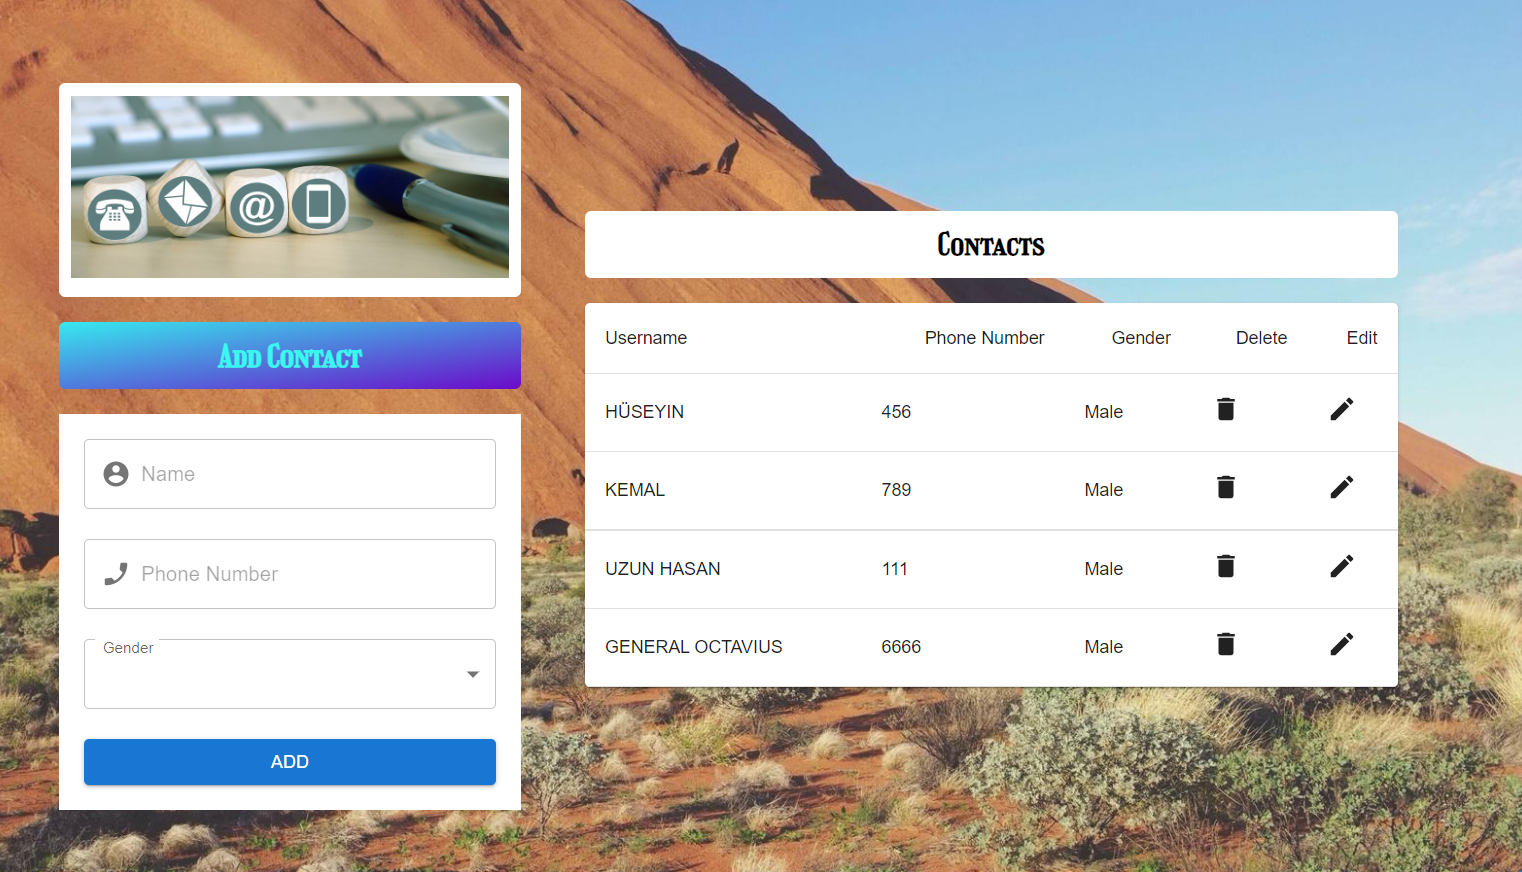 @
Add Contact
Name
Phone Number
Gender
ADD
Contacts
Username Phone Number Gender Delete Edit
HÜSEYIN 456 Male
KEMAL 789 Male
UZUN HASAN 111 Male
GENERAL OCTAVIUS 6666 Male